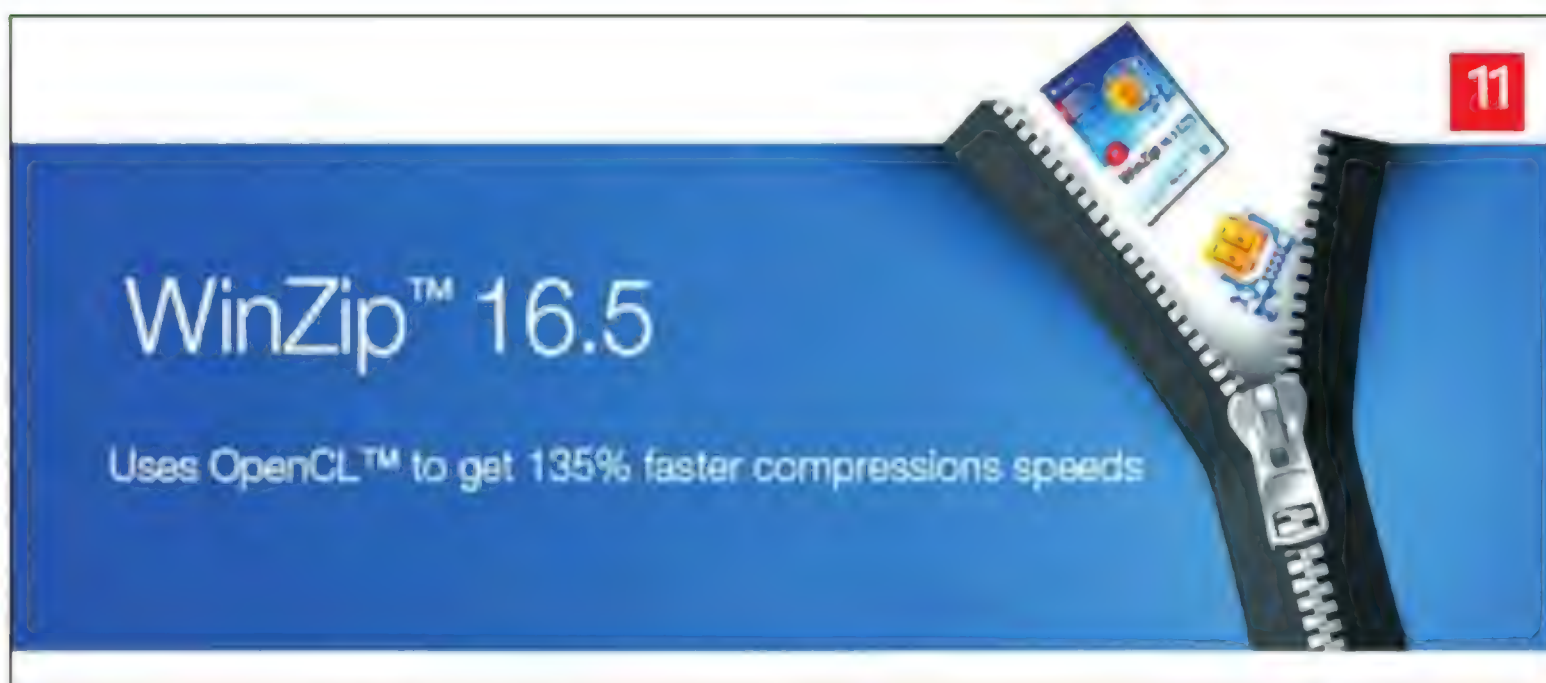 11
WinZip™ 16.5
Uses OpenCL™ to get 135% faster compressions speeds